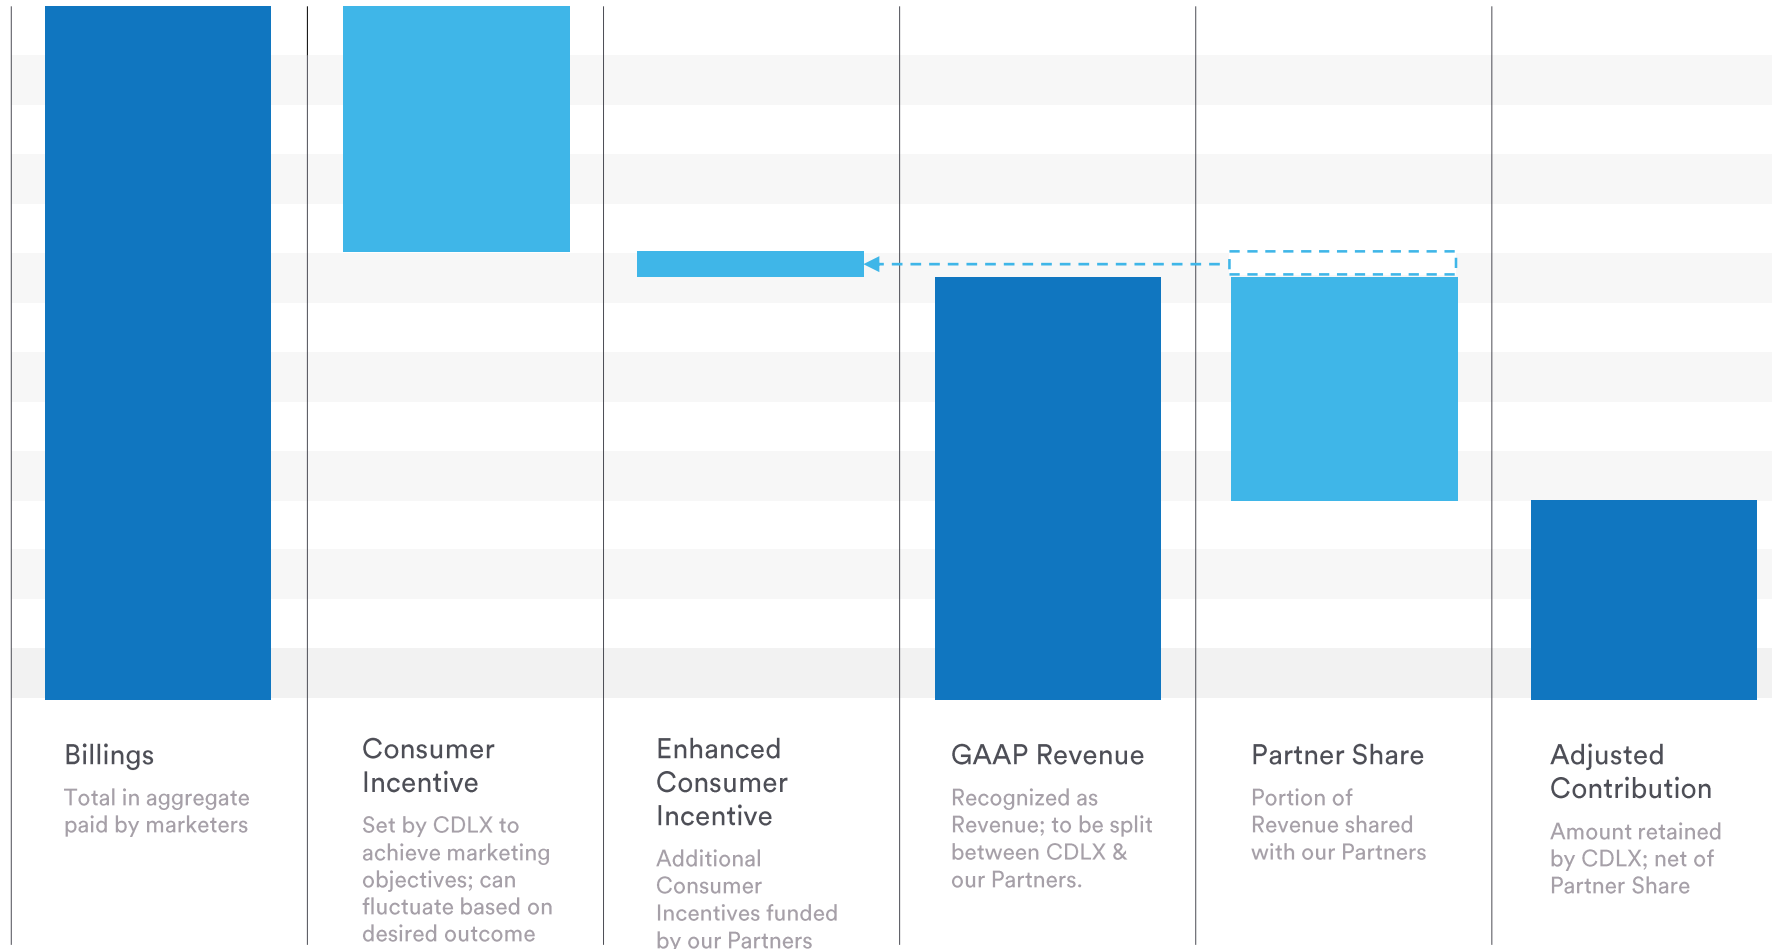 Billings
Total in aggregate
paid by marketers
Consumer
Incentive
Set by CDLX to
achieve marketing
objectives; can
fluctuate based on
desired outcome
Enhanced
Consumer
Incentive
Additional
Consumer
Incentives funded
by our Partners
GAAP Revenue
Recognized as
Revenue; to be split
between CDLX &
our Partners.
Partner Share
Portion of
Revenue shared
with our Partners
Adjusted
Contribution
Amount retained
by CDLX; net of
Partner Share